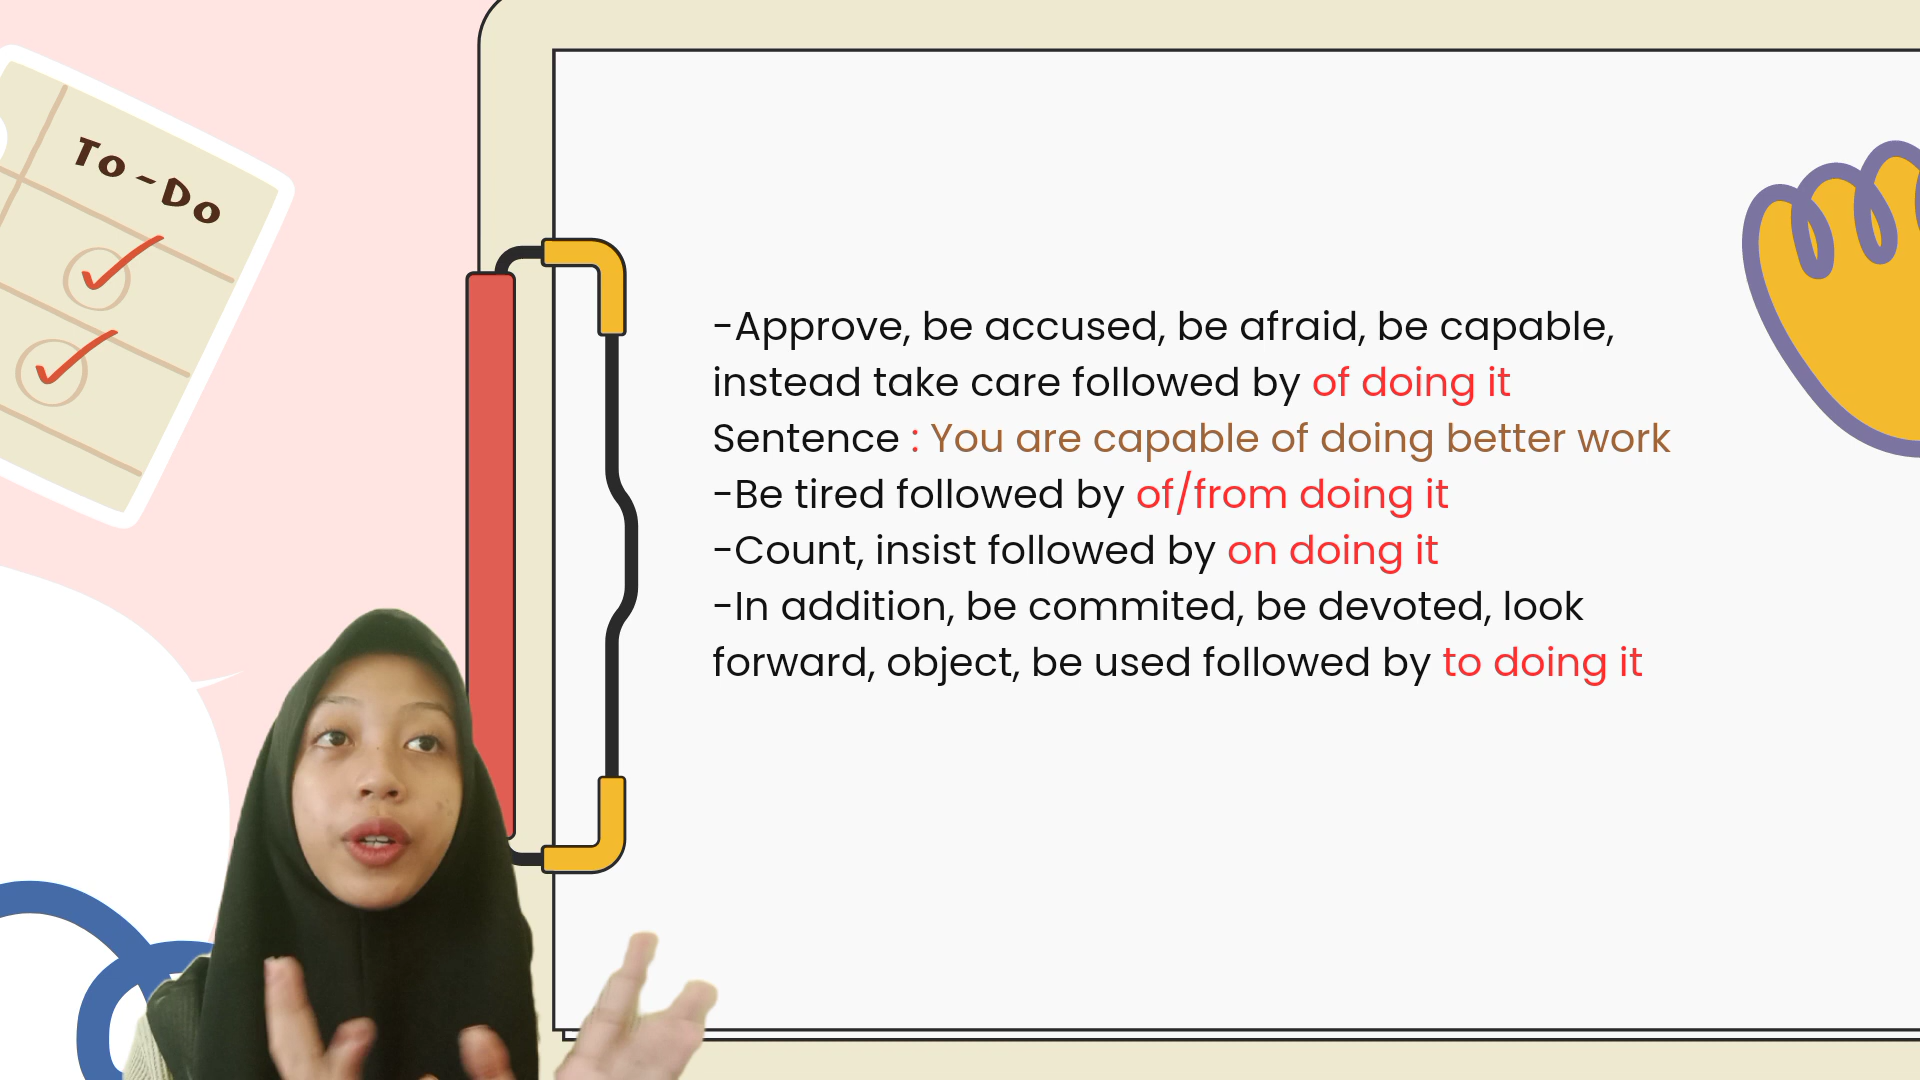 To-Do
-Approve, be accused, be afraid, be capable,
instead take care followed by of doing it
Sentence : You are capable of doing better work
-Be tired followed by of/from doing it
-Count, insist followed by on doing it
-In addition, be commited, be devoted, look
forward, object, be used followed by to doing it